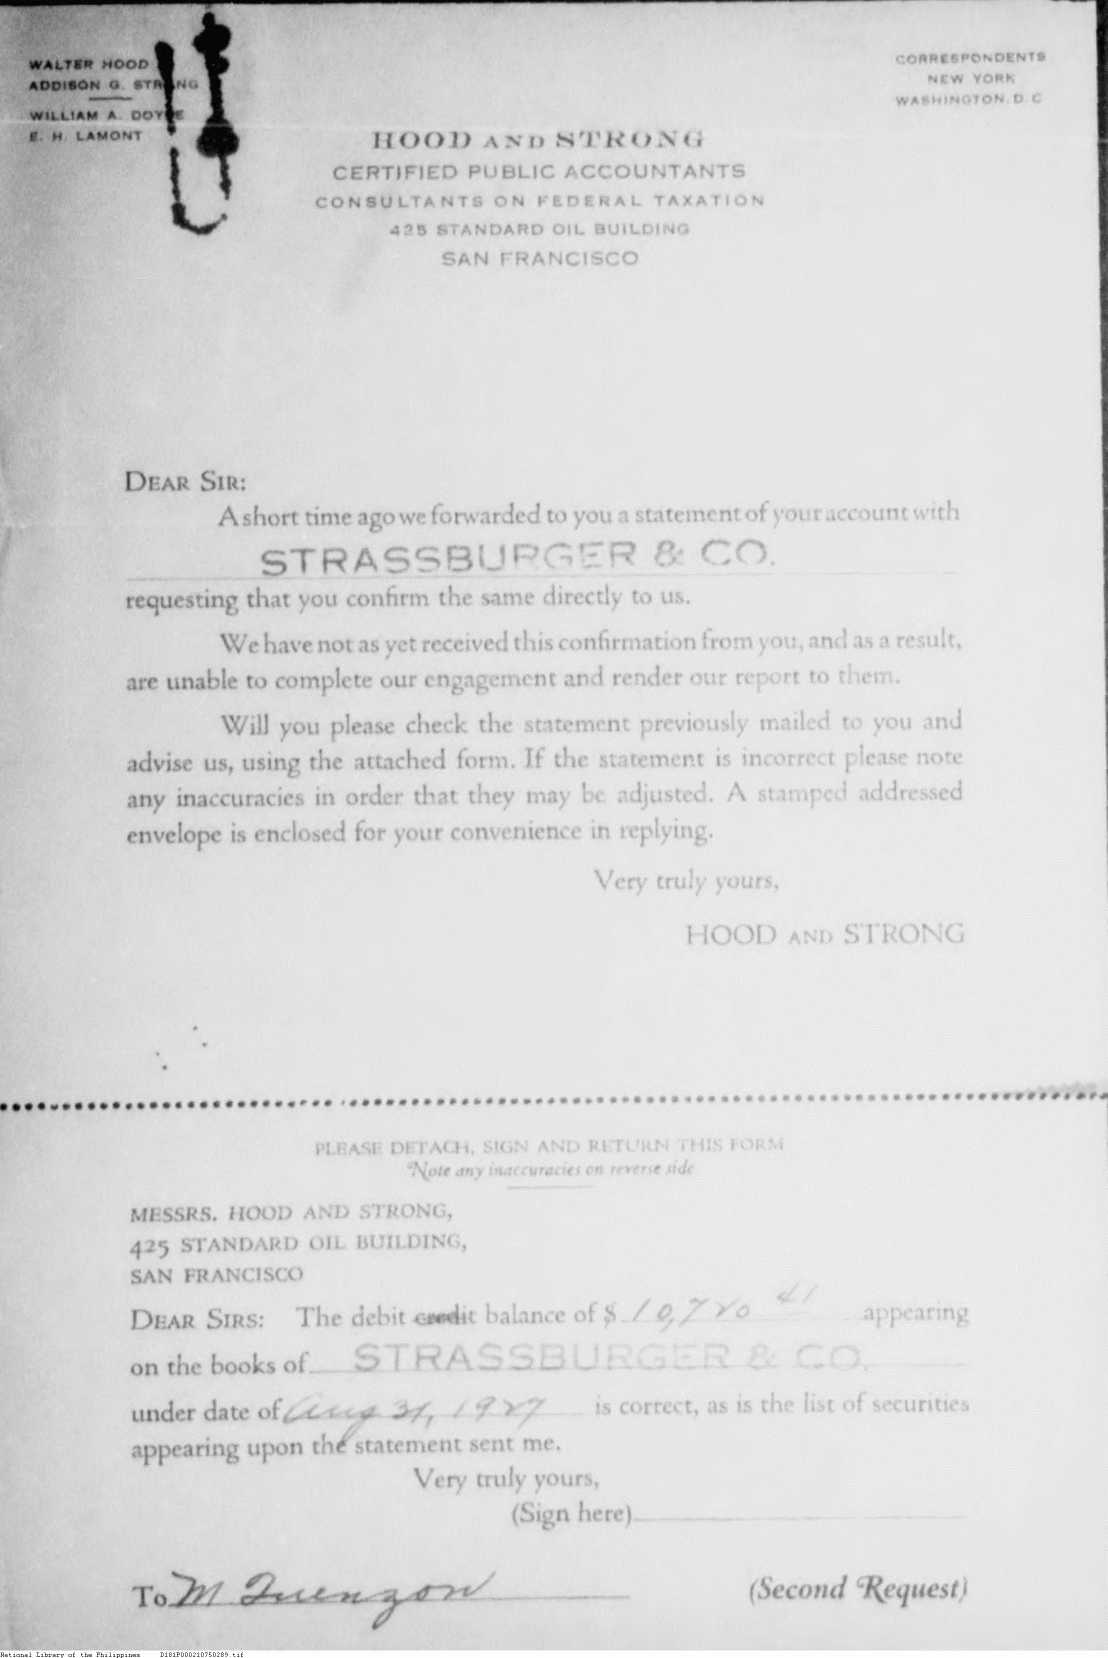 WALTER HOOD
ADDISON G. STRONG
WILLIAM A. DOYLE
E. H. LAMONT
CORRESPONDENTS
NEW YORK
WASHINGTON, D. C
HOOD AND STRONG
CERTIFIED PUBLIC ACCOUNTANTS
CONSULTANTS ON FEDERAL TAXATION
425 STANDARD OIL BUILDING
SAN FRANCISCO
DEAR SIR:
A short time ago we forwarded to you a statement of your account with
STRASSBURGER & CO.
requesting that you confirm the same directly to us.
We have not as yet received this confirmation from you, and as a result,
are unable to complete our engagement and render our report to them.
Will you please check the statement previously mailed to you and
advise us, using the attached form. If the statement is incorrect please note
any inaccuracies in order that they may be adjusted. A stamped addressed
envelope is enclosed for your convenience in replying.
Very truly yours,
HOOD AND STRONG
PLEASE DETACH, SIGN AND RETURN THIS FORM
Note any inaccuracies on reverse side
MESSRS. HOOD AND STRONG,
425 STANDARD OIL BUILDING,
SAN FRANCISCO
DEAR SIRS: The debit credit balance of $ 10,720 41 appearing
on the books of STRASSBURGER & CO.
under date of Aug 31, 1927 is correct, as is the list of securities
appearing upon the statement sent me.
Very truly yours,
(Sign here)
To M Quenzon (Second Request)
National Library of the Philippines D181P000210750289.tif